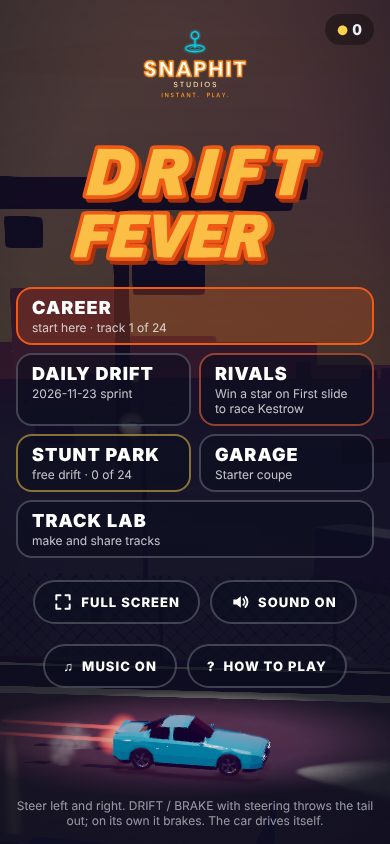 0
SNAPHIT
STUDIOS
INSTANT. PLAY.
DRIFT
FEVER
CAREER
start here · track 1 of 24
DAILY DRIFT
2026-11-23 sprint
RIVALS
Win a star on First slide
to race Kestrow
STUNT PARK
free drift · 0 of 24
GARAGE
Starter coupe
TRACK LAB
make and share tracks
FULL SCREEN
SOUND ON
♫ MUSIC ON
? HOW TO PLAY
Steer left and right. DRIFT / BRAKE with steering throws the tail
out; on its own it brakes. The car drives itself.